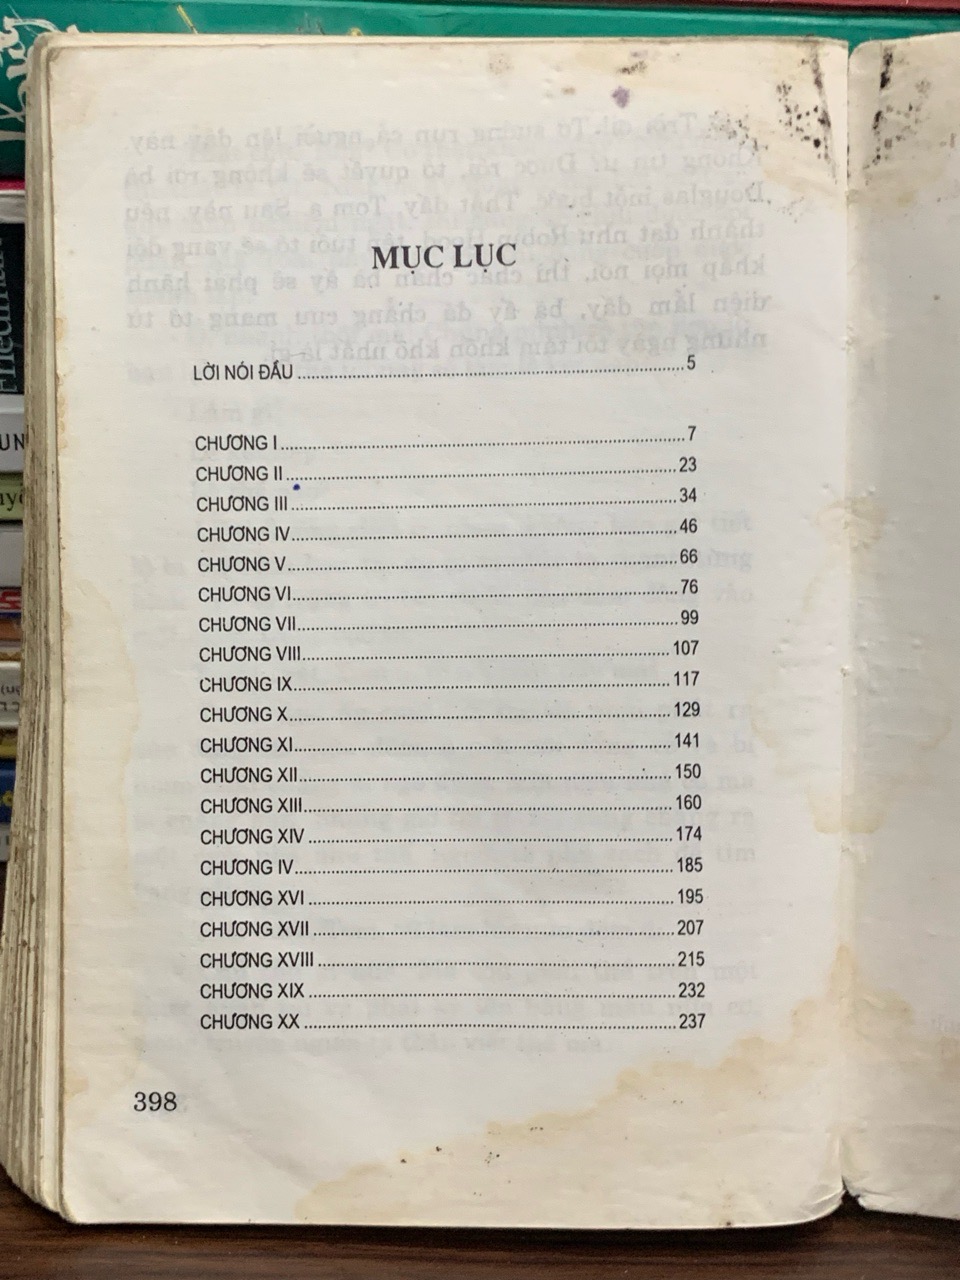 MỤC LỤC
LỜI NÓI ĐẦU ........ 5
CHƯƠNG I ........ 7
CHƯƠNG II ........ 23
CHƯƠNG III ........ 34
CHƯƠNG IV ........ 46
CHƯƠNG V ........ 66
CHƯƠNG VI ........ 76
CHƯƠNG VII ........ 99
CHƯƠNG VIII ........ 107
CHƯƠNG IX ........ 117
CHƯƠNG X ........ 129
CHƯƠNG XI ........ 141
CHƯƠNG XII ........ 150
CHƯƠNG XIII ........ 160
CHƯƠNG XIV ........ 174
CHƯƠNG IV ........ 185
CHƯƠNG XVI ........ 195
CHƯƠNG XVII ........ 207
CHƯƠNG XVIII ........ 215
CHƯƠNG XIX ........ 232
CHƯƠNG XX ........ 237
398